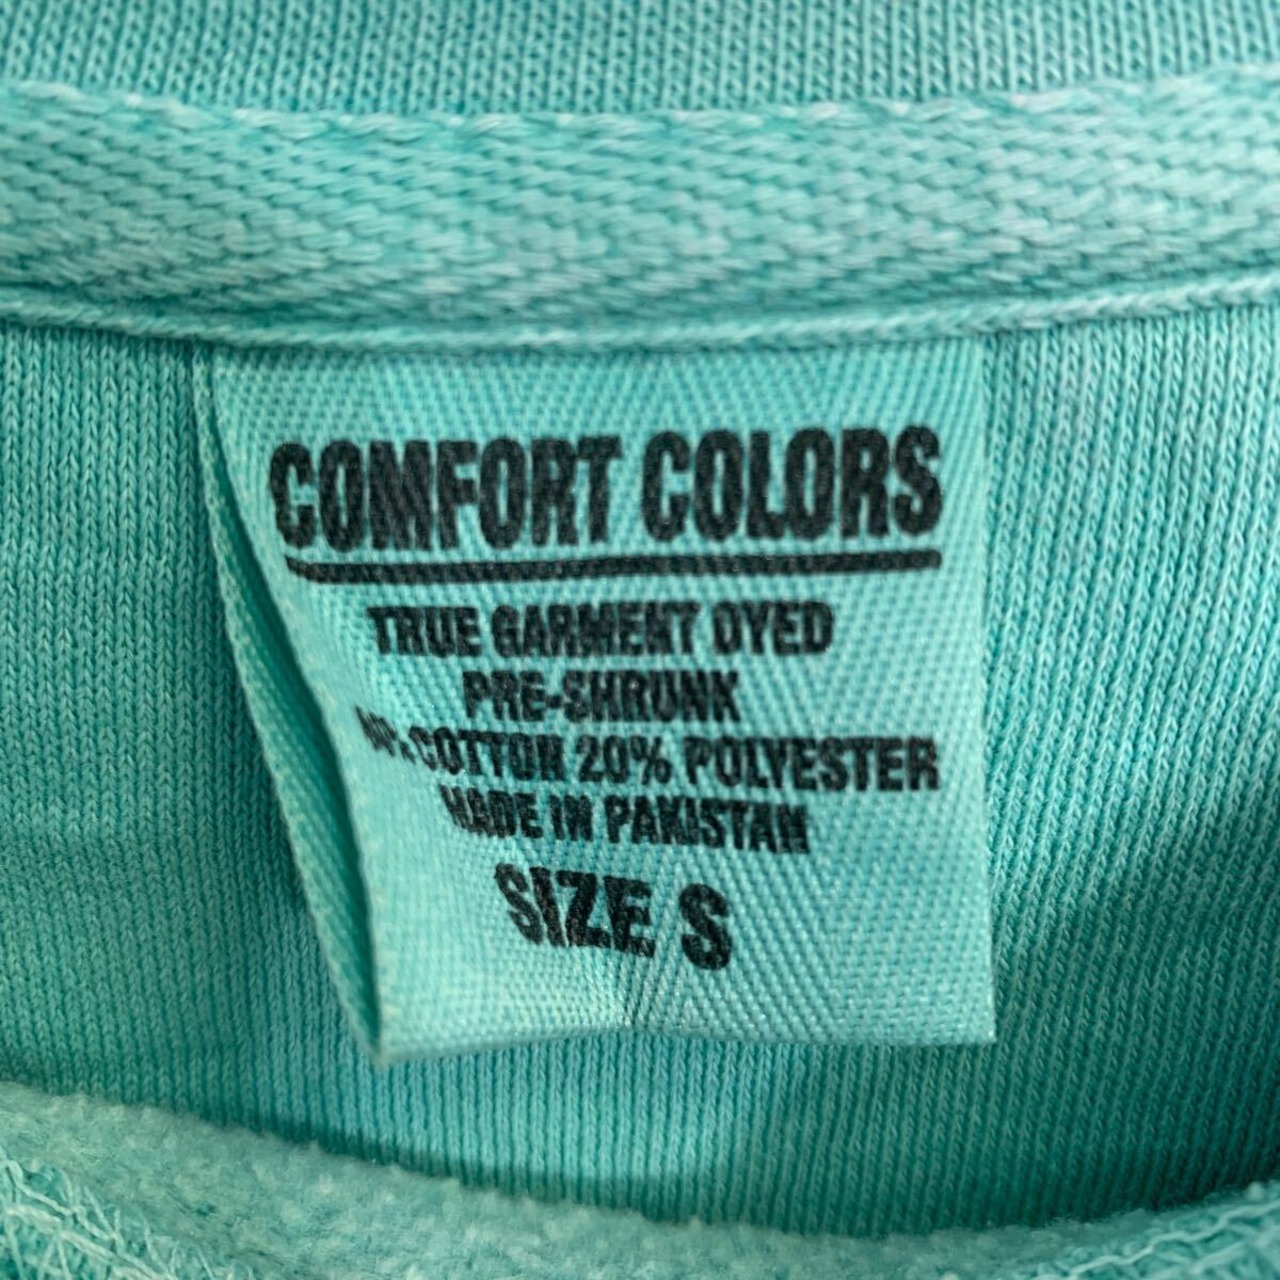 COMFORT COLORS
TRUE GARMENT DYED
PRE-SHRUNK
COTTON 20% POLYESTER
MADE IN PAKISTAN
SIZE S